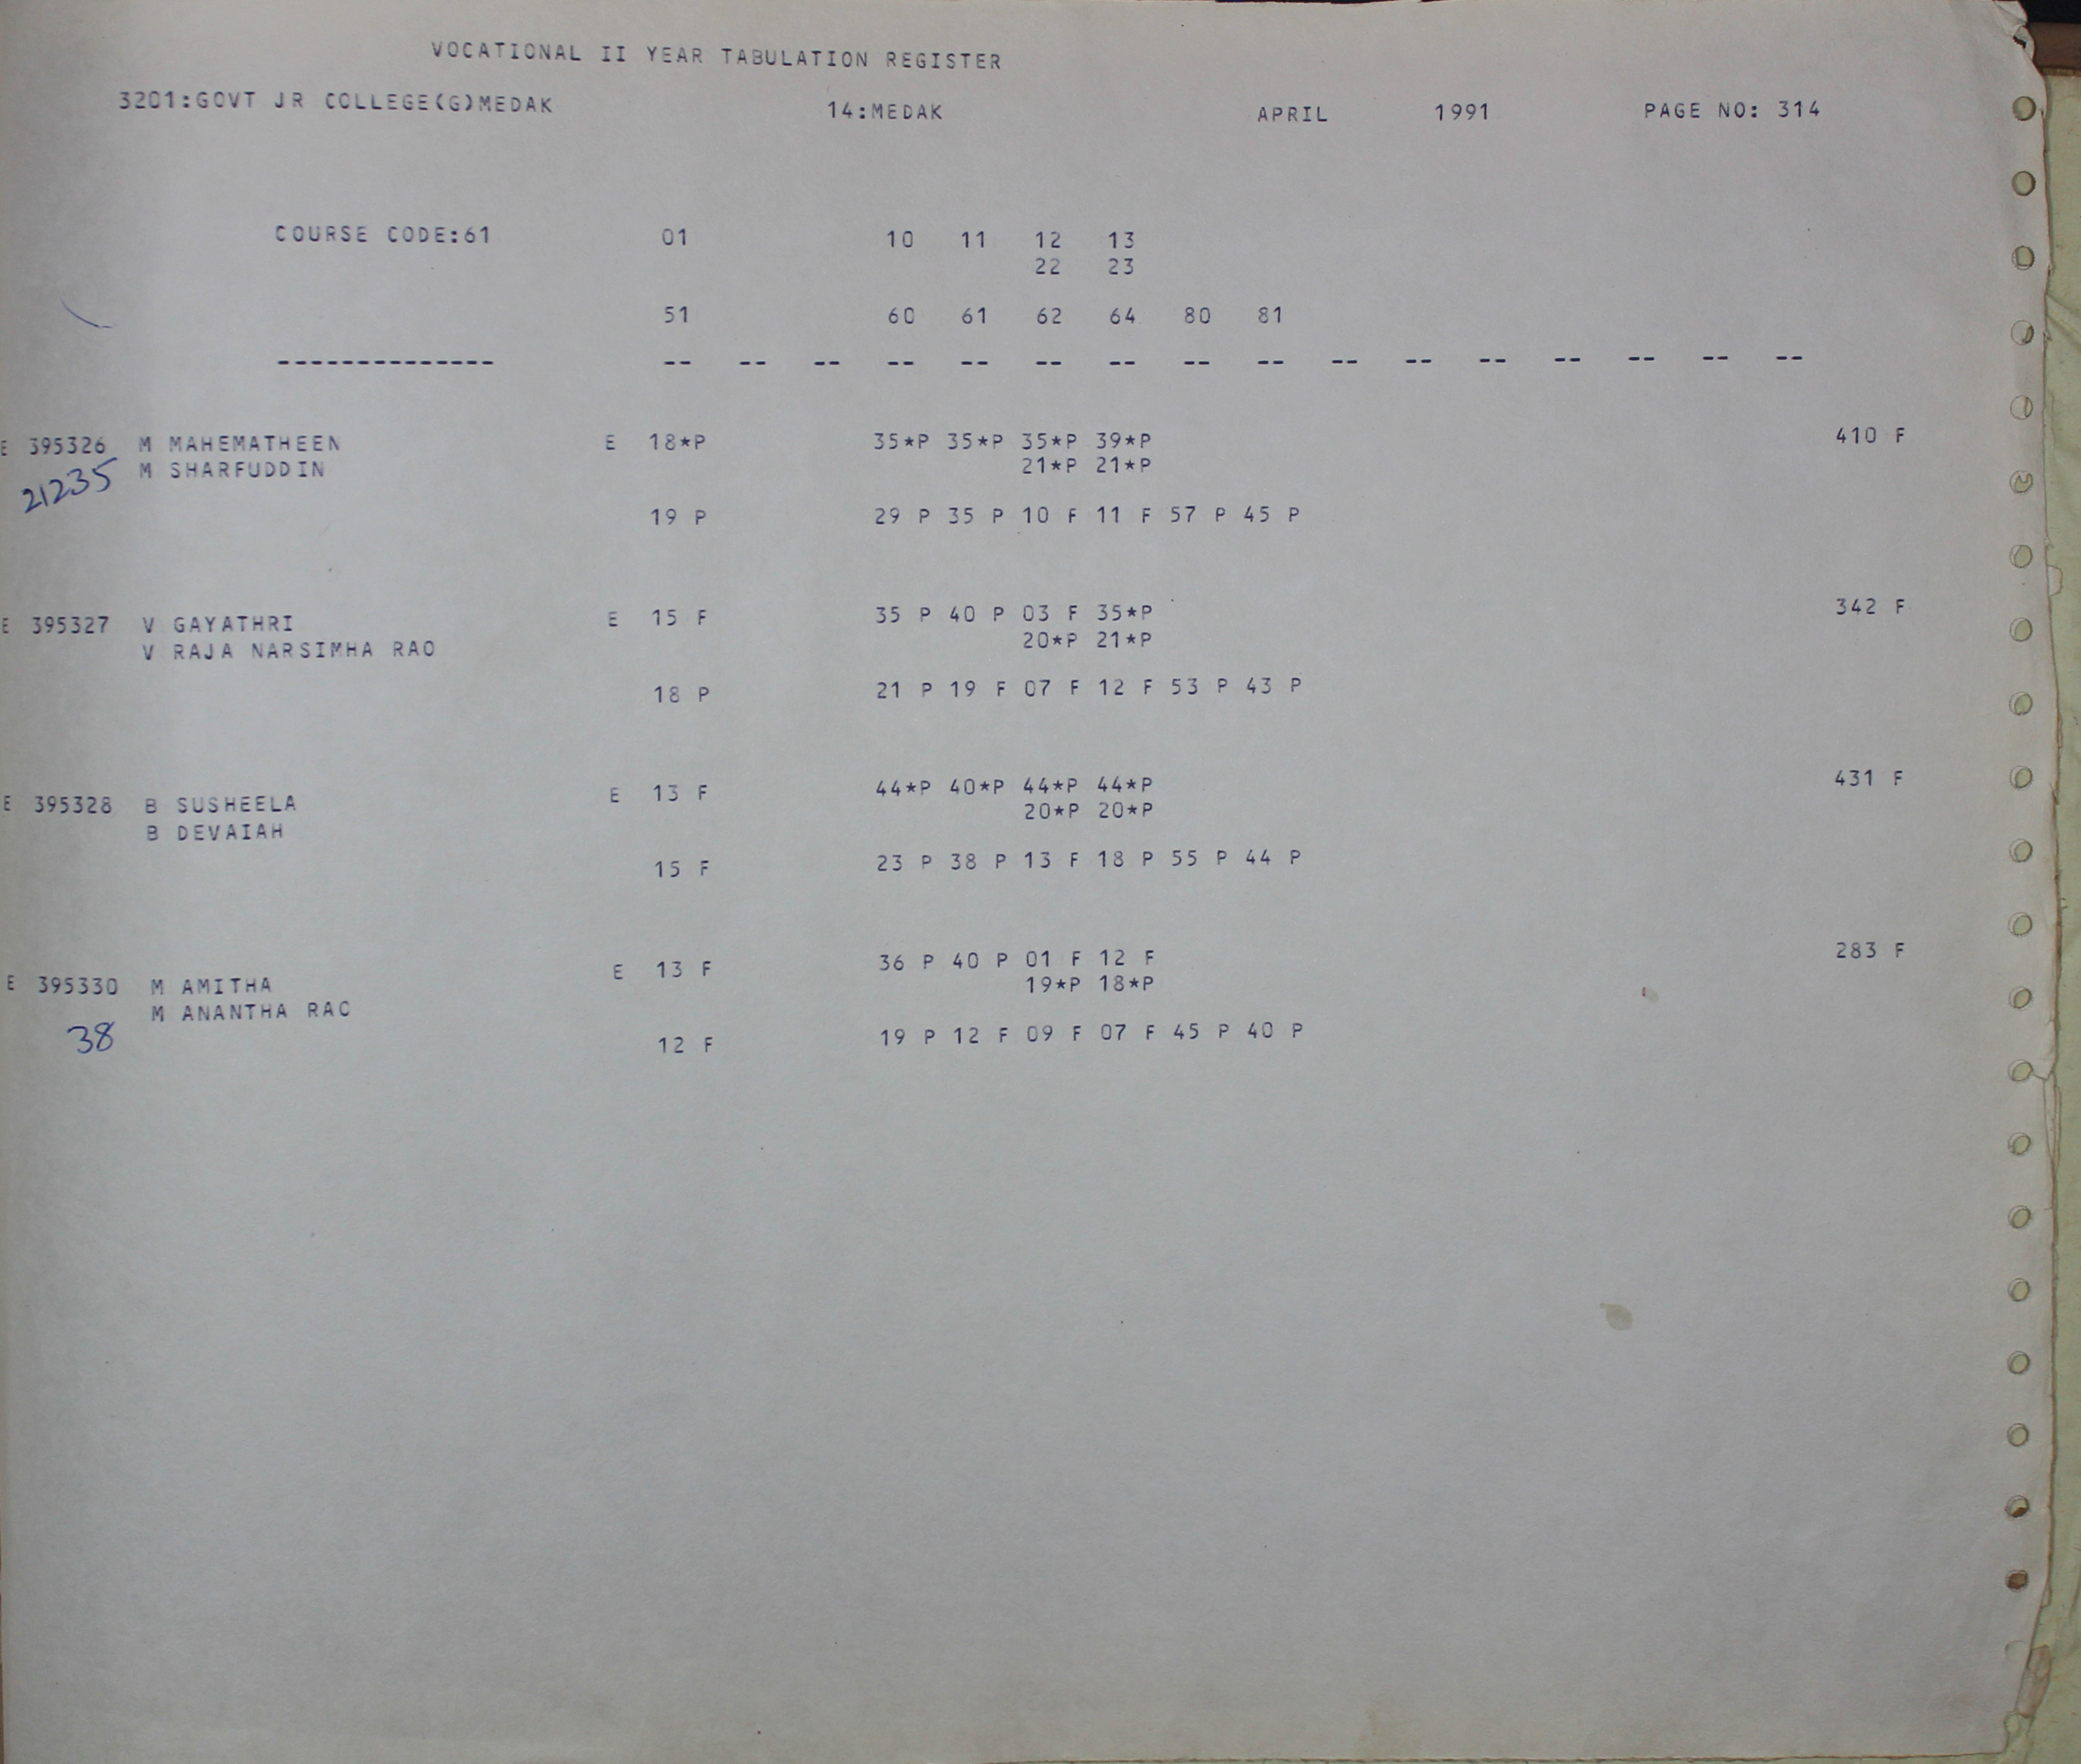 VOCATIONAL II YEAR TABULATION REGISTER
3201:GOVT JR COLLEGE(G)MEDAK 14:MEDAK APRIL 1991 PAGE NO: 314
COURSE CODE:61 01 10 11 12 13
22 23
51 60 61 62 64 80 81
-------------- -- -- -- -- -- -- -- -- -- -- -- -- -- -- -- --
E 395326 M MAHEMATHEEN E 18*P 35*P 35*P 35*P 39*P 410 F
M SHARFUDDIN 21*P 21*P
21235
19 P 29 P 35 P 10 F 11 F 57 P 45 P
E 395327 V GAYATHRI E 15 F 35 P 40 P 03 F 35*P 342 F
V RAJA NARSIMHA RAO 20*P 21*P
18 P 21 P 19 F 07 F 12 F 53 P 43 P
E 395328 B SUSHEELA E 13 F 44*P 40*P 44*P 44*P 431 F
B DEVAIAH 20*P 20*P
15 F 23 P 38 P 13 F 18 P 55 P 44 P
E 395330 M AMITHA E 13 F 36 P 40 P 01 F 12 F 283 F
M ANANTHA RAO 19*P 18*P
38
12 F 19 P 12 F 09 F 07 F 45 P 40 P